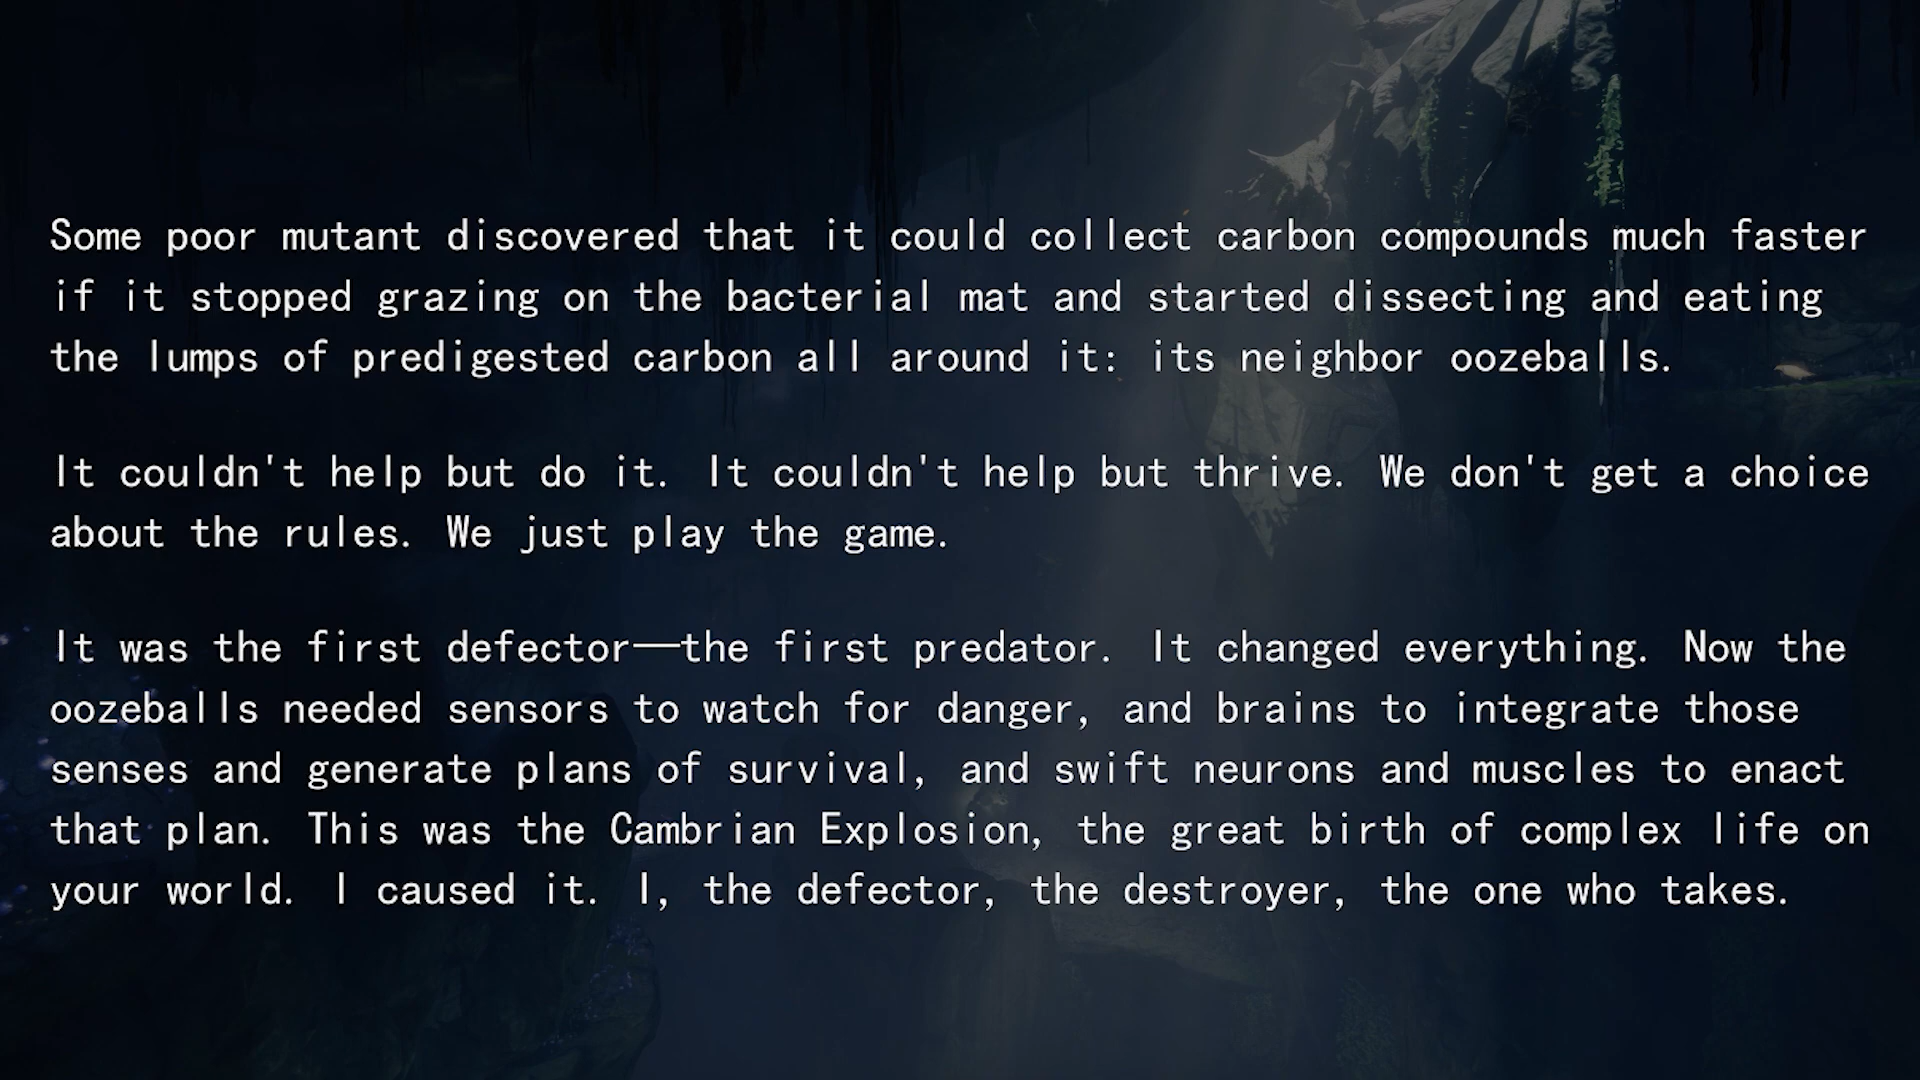 Some poor mutant discovered that it could collect carbon compounds much faster
if it stopped grazing on the bacterial mat and started dissecting and eating
the lumps of predigested carbon all around it: its neighbor oozeballs.
It couldn't help but do it. It couldn't help but thrive. We don't get a choice
about the rules. We just play the game.
It was the first defector—the first predator. It changed everything. Now the
oozeballs needed sensors to watch for danger, and brains to integrate those
senses and generate plans of survival, and swift neurons and muscles to enact
that plan. This was the Cambrian Explosion, the great birth of complex life on
your world. I caused it. I, the defector, the destroyer, the one who takes.